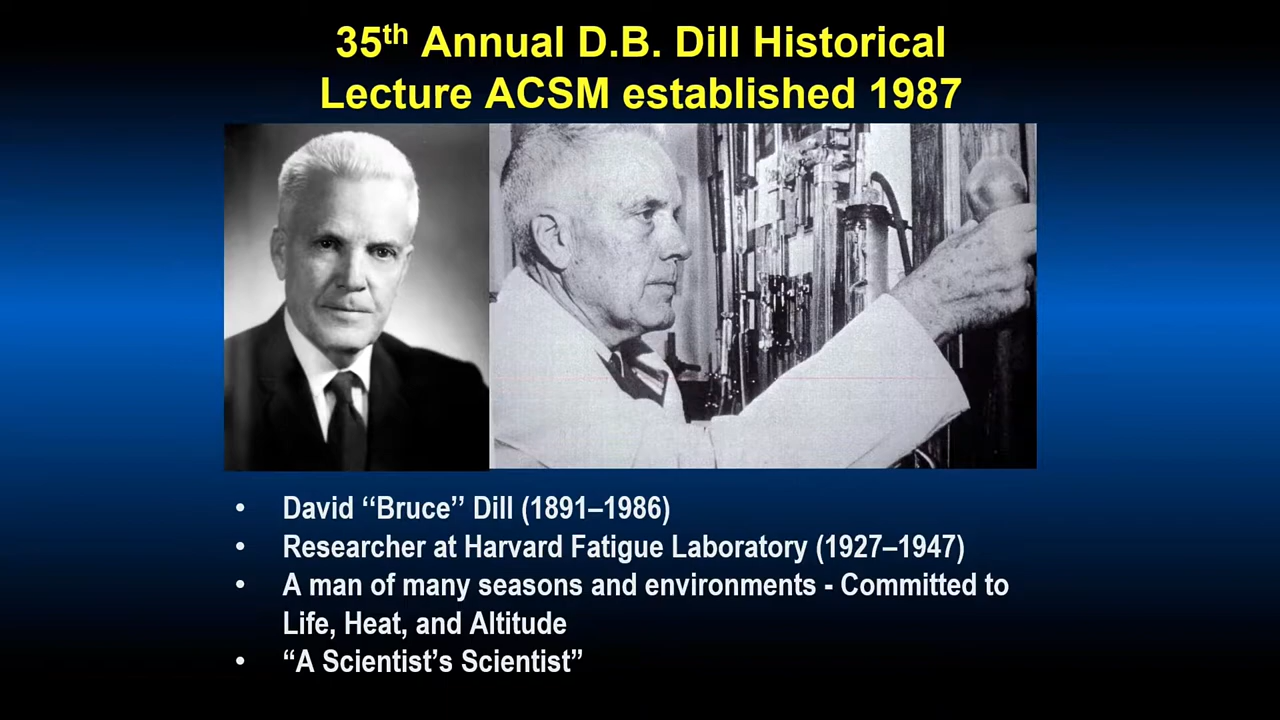 35th Annual D.B. Dill Historical
Lecture ACSM established 1987
• David “Bruce” Dill (1891–1986)
• Researcher at Harvard Fatigue Laboratory (1927–1947)
• A man of many seasons and environments - Committed to
Life, Heat, and Altitude
• “A Scientist’s Scientist”